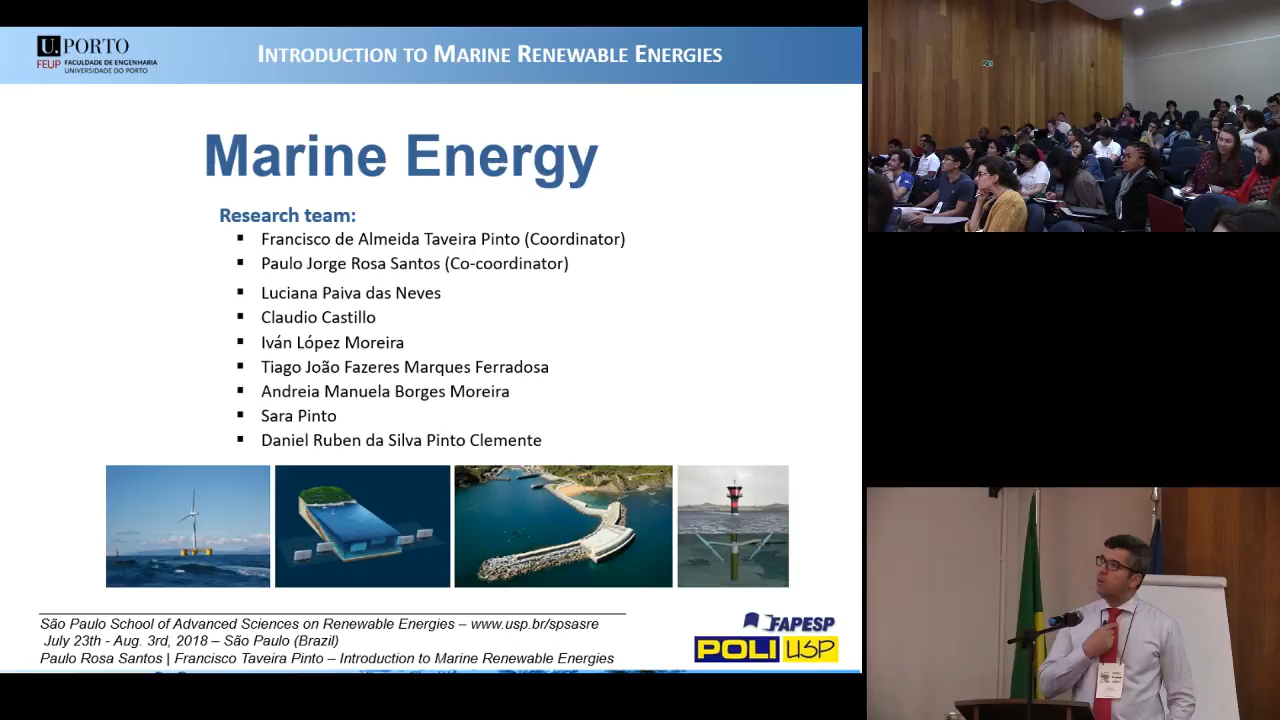 U.PORTO
FEUP FACULDADE DE ENGENHARIA
UNIVERSIDADE DO PORTO
INTRODUCTION TO MARINE RENEWABLE ENERGIES
Marine Energy
Research team:
▪ Francisco de Almeida Taveira Pinto (Coordinator)
▪ Paulo Jorge Rosa Santos (Co-coordinator)
▪ Luciana Paiva das Neves
▪ Claudio Castillo
▪ Iván López Moreira
▪ Tiago João Fazeres Marques Ferradosa
▪ Andreia Manuela Borges Moreira
▪ Sara Pinto
▪ Daniel Ruben da Silva Pinto Clemente
São Paulo School of Advanced Sciences on Renewable Energies – www.usp.br/spsasre
July 23th - Aug. 3rd, 2018 – São Paulo (Brazil)
Paulo Rosa Santos | Francisco Taveira Pinto – Introduction to Marine Renewable Energies
FAPESP
POLI USP